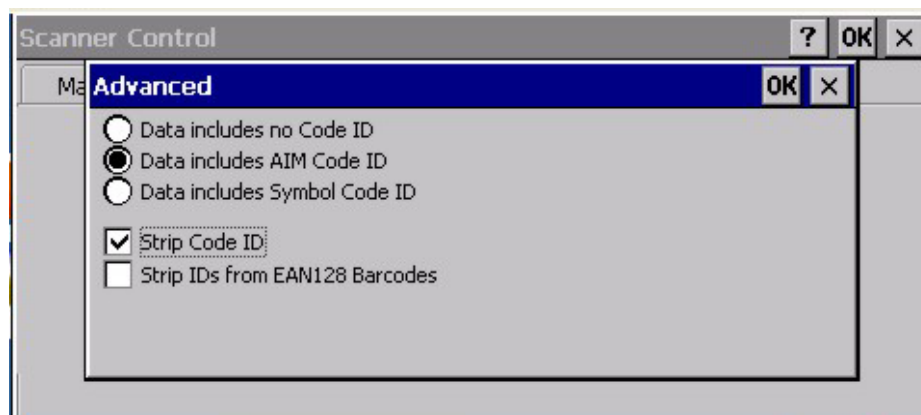 Scanner Control ? OK ×
Ma
Advanced OK ×
Data includes no Code ID
Data includes AIM Code ID
Data includes Symbol Code ID
Strip Code ID
Strip IDs from EAN128 Barcodes